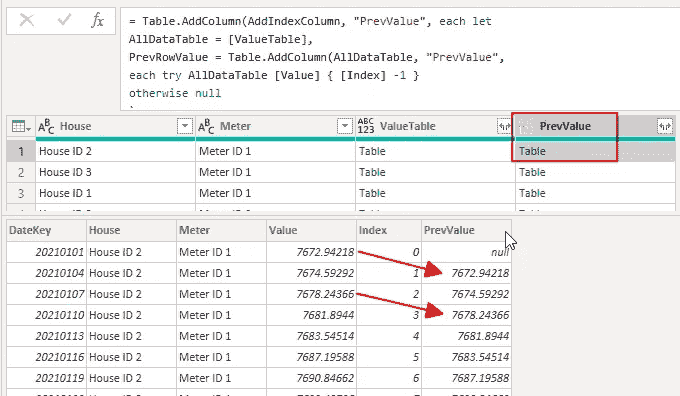 = Table.AddColumn(AddIndexColumn, "PrevValue", each let
AllDataTable = [ValueTable],
PrevRowValue = Table.AddColumn(AllDataTable, "PrevValue",
each try AllDataTable [Value] { [Index] -1 }
otherwise null
House Meter ValueTable PrevValue
1 House ID 2 Meter ID 1 Table Table
2 House ID 3 Meter ID 1 Table Table
3 House ID 1 Meter ID 1 Table Table
DateKey House Meter Value Index PrevValue
20210101 House ID 2 Meter ID 1 7672.94218 0 null
20210104 House ID 2 Meter ID 1 7674.59292 1 7672.94218
20210107 House ID 2 Meter ID 1 7678.24366 2 7674.59292
20210110 House ID 2 Meter ID 1 7681.8944 3 7678.24366
20210113 House ID 2 Meter ID 1 7683.54514 4 7681.8944
20210116 House ID 2 Meter ID 1 7687.19588 5 7683.54514
20210119 House ID 2 Meter ID 1 7690.84662 6 7687.19588